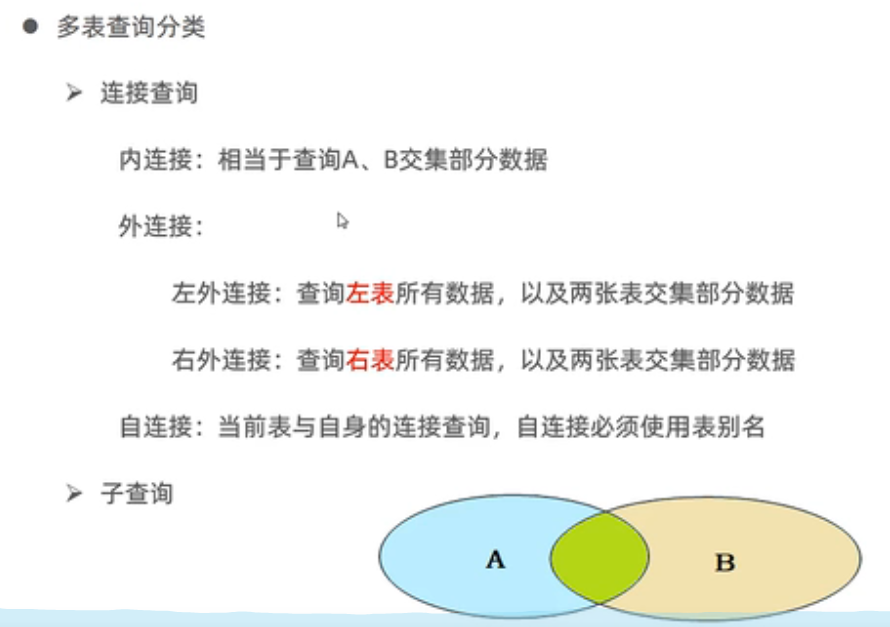 ● 多表查询分类
➢ 连接查询
内连接：相当于查询A、B交集部分数据
外连接：
左外连接：查询左表所有数据，以及两张表交集部分数据
右外连接：查询右表所有数据，以及两张表交集部分数据
自连接：当前表与自身的连接查询，自连接必须使用表别名
➢ 子查询
A
B